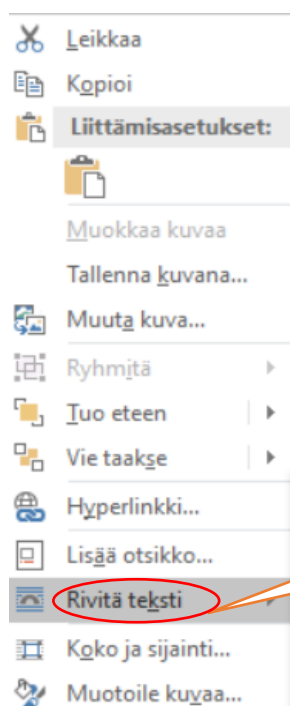 Leikkaa
Kopioi
Liittämisasetukset:
Muokkaa kuvaa
Tallenna kuvana...
Muuta kuva...
Ryhmitä
Tuo eteen
Vie taakse
Hyperlinkki...
Lisää otsikko...
Rivitä teksti
Koko ja sijainti...
Muotoile kuvaa...